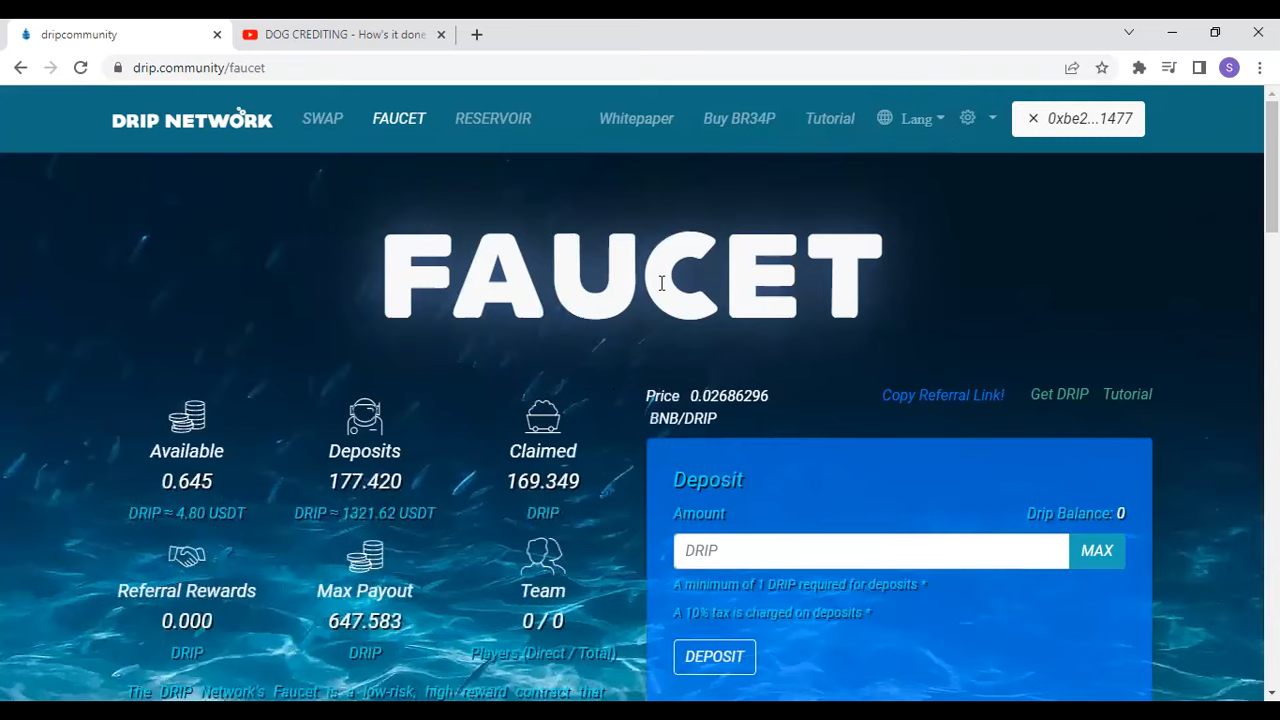 dripcommunity
DOG CREDITING - How's it done
drip.community/faucet
S
DRIP NETWORK
SWAP
FAUCET
RESERVOIR
Whitepaper
Buy BR34P
Tutorial
Lang
0xbe2...1477
FAUCET
Price 0.02686296
BNB/DRIP
Copy Referral Link!
Get DRIP
Tutorial
Available
0.645
DRIP ≈ 4.80 USDT
Deposits
177.420
DRIP ≈ 1321.62 USDT
Claimed
169.349
DRIP
Referral Rewards
0.000
DRIP
Max Payout
647.583
DRIP
Team
0 / 0
Players (Direct / Total)
The DRIP Network's Faucet is a low-risk, high reward contract that
Deposit
Amount
Drip Balance: 0
DRIP
MAX
A minimum of 1 DRIP required for deposits *
A 10% tax is charged on deposits *
DEPOSIT